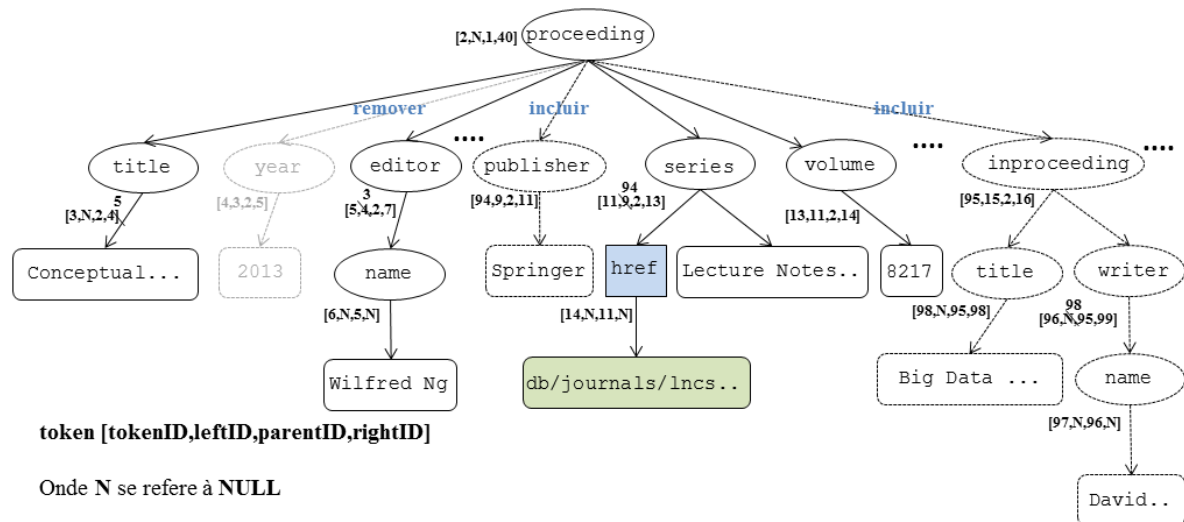 [2,N,1,40] proceeding
remover incluir incluir
.... .... ....
title year editor publisher series volume inproceeding
5 3 94
[3,N,2,4] [4,3,2,5] [5,4,2,7] [94,9,2,11] [11,9,2,13] [13,11,2,14] [95,15,2,16]
Conceptual... 2013 name Springer href Lecture Notes.. 8217 title writer
98
[6,N,5,N] [14,N,11,N] [98,N,95,98] [96,N,95,99]
Wilfred Ng db/journals/lncs.. Big Data ... name
[97,N,96,N]
token [tokenID,leftID,parentID,rightID]
Onde N se refere à NULL
David..